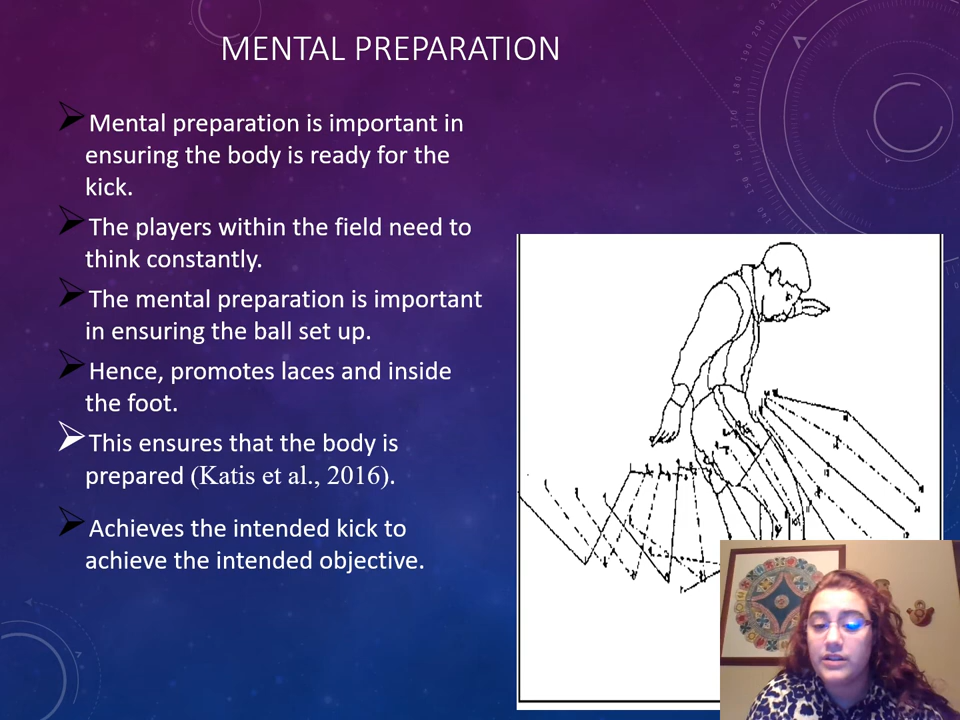 MENTAL PREPARATION
Mental preparation is important in
ensuring the body is ready for the
kick.
The players within the field need to
think constantly.
The mental preparation is important
in ensuring the ball set up.
Hence, promotes laces and inside
the foot.
This ensures that the body is
prepared (Katis et al., 2016).
Achieves the intended kick to
achieve the intended objective.